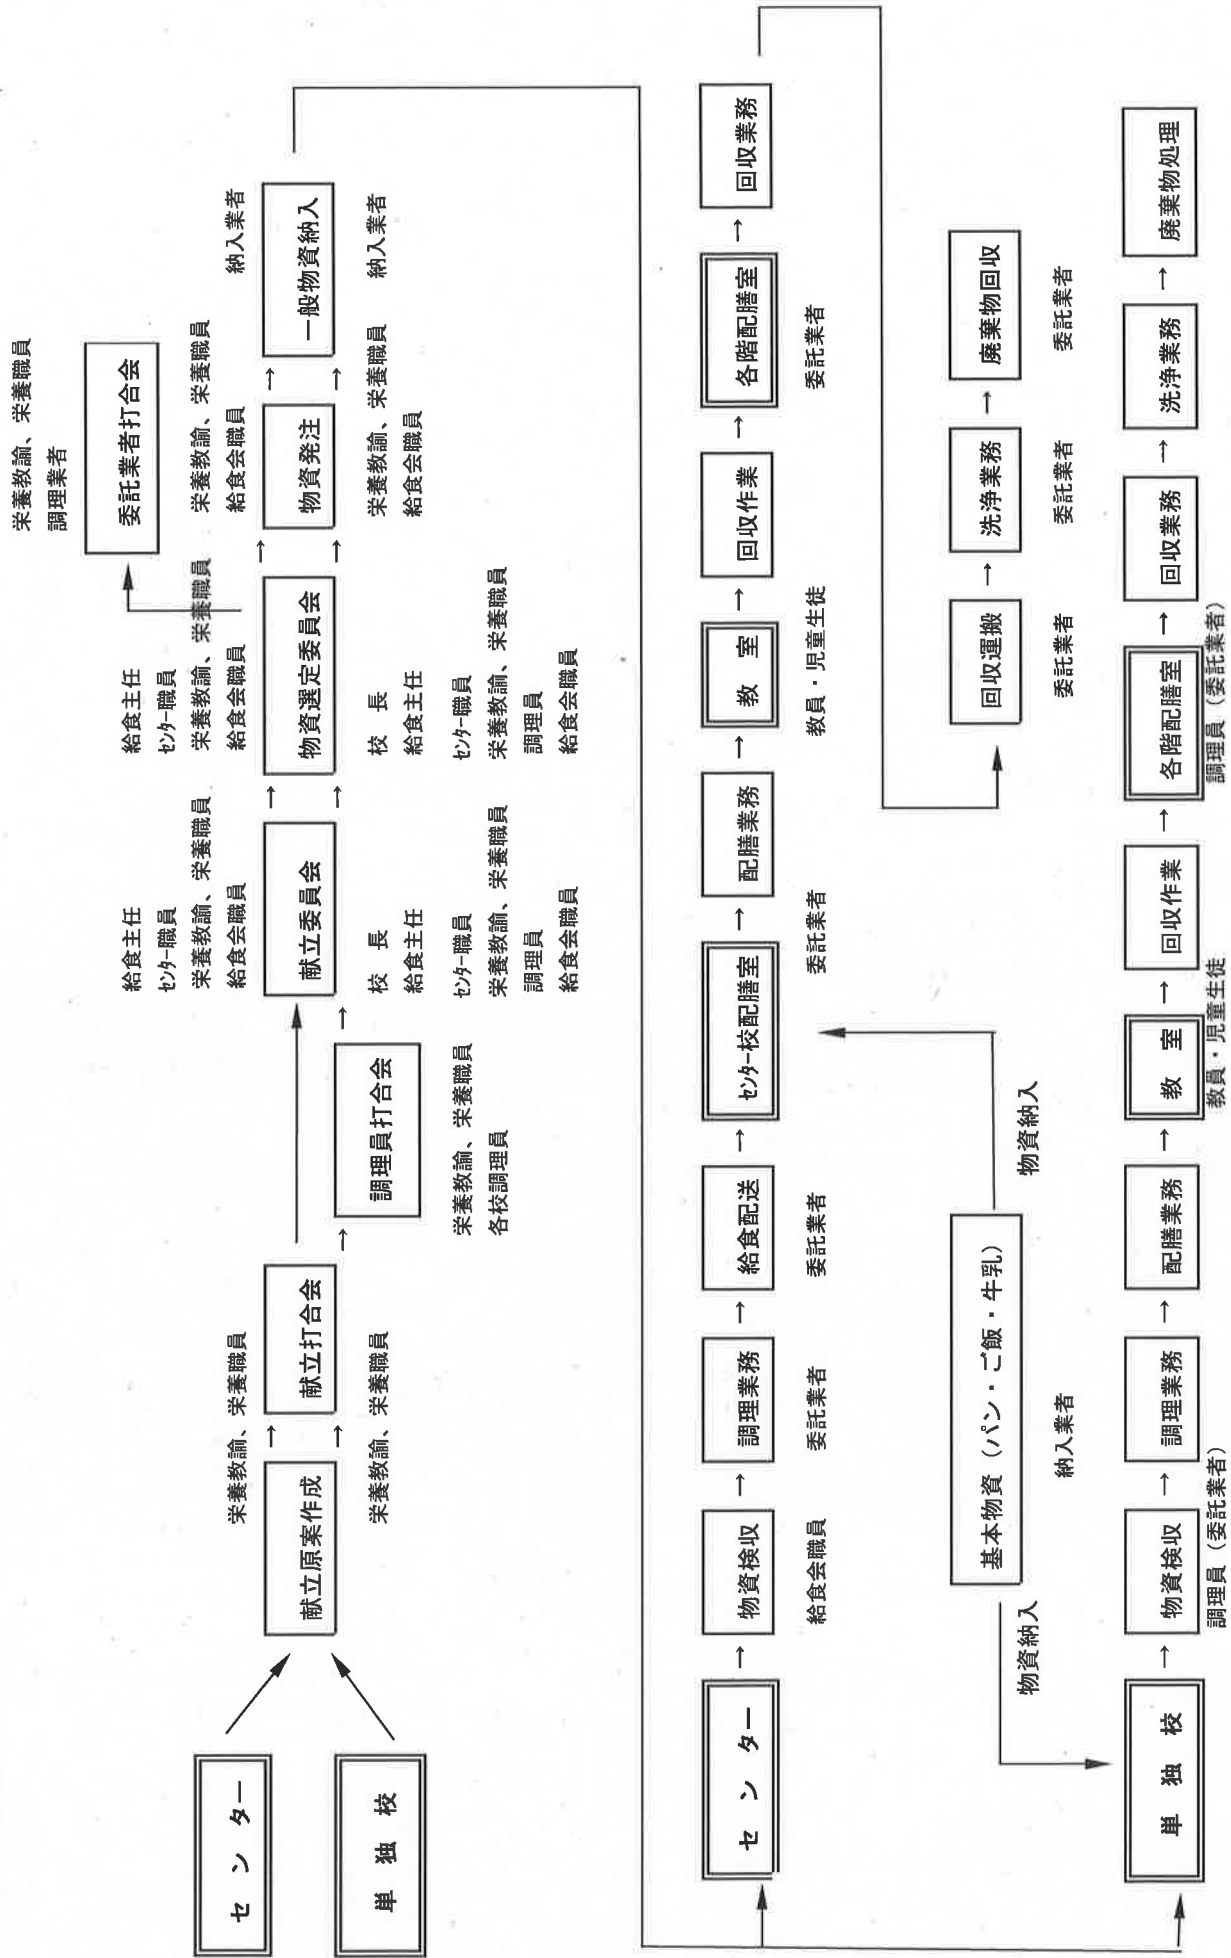 栄養教諭、栄養職員
調理業者
委託業者打合会
給食主任
センター職員
栄養教諭、栄養職員
給食会職員
給食主任
センター職員
栄養教諭、栄養職員
給食会職員
栄養教諭、栄養職員
給食会職員
納入業者
栄養教諭、栄養職員
センター
単独校
献立原案作成
→
→
献立打合会
→
調理員打合会
→
献立委員会
→
→
物資選定委員会
→
→
物資発注
→
→
一般物資納入
栄養教諭、栄養職員
栄養教諭、栄養職員
各校調理員
校長
給食主任
センター職員
栄養教諭、栄養職員
調理員
給食会職員
校長
給食主任
センター職員
栄養教諭、栄養職員
調理員
給食会職員
栄養教諭、栄養職員
給食会職員
納入業者
センター → 物資検収 → 調理業務 → 給食配送 → センター校配膳室 → 配膳業務 → 教室 → 回収作業 → 各階配膳室 → 回収業務
給食会職員
委託業者
委託業者
委託業者
教員・児童生徒
委託業者
回収運搬 → 洗浄業務 → 廃棄物回収
委託業者
委託業者
委託業者
基本物資（パン・ご飯・牛乳）
物資納入
納入業者
物資納入
単独校 → 物資検収 → 調理業務 → 配膳業務 → 教室 → 回収作業 → 各階配膳室 → 回収業務 → 洗浄業務 → 廃棄物処理
調理員（委託業者）
教員・児童生徒
調理員（委託業者）